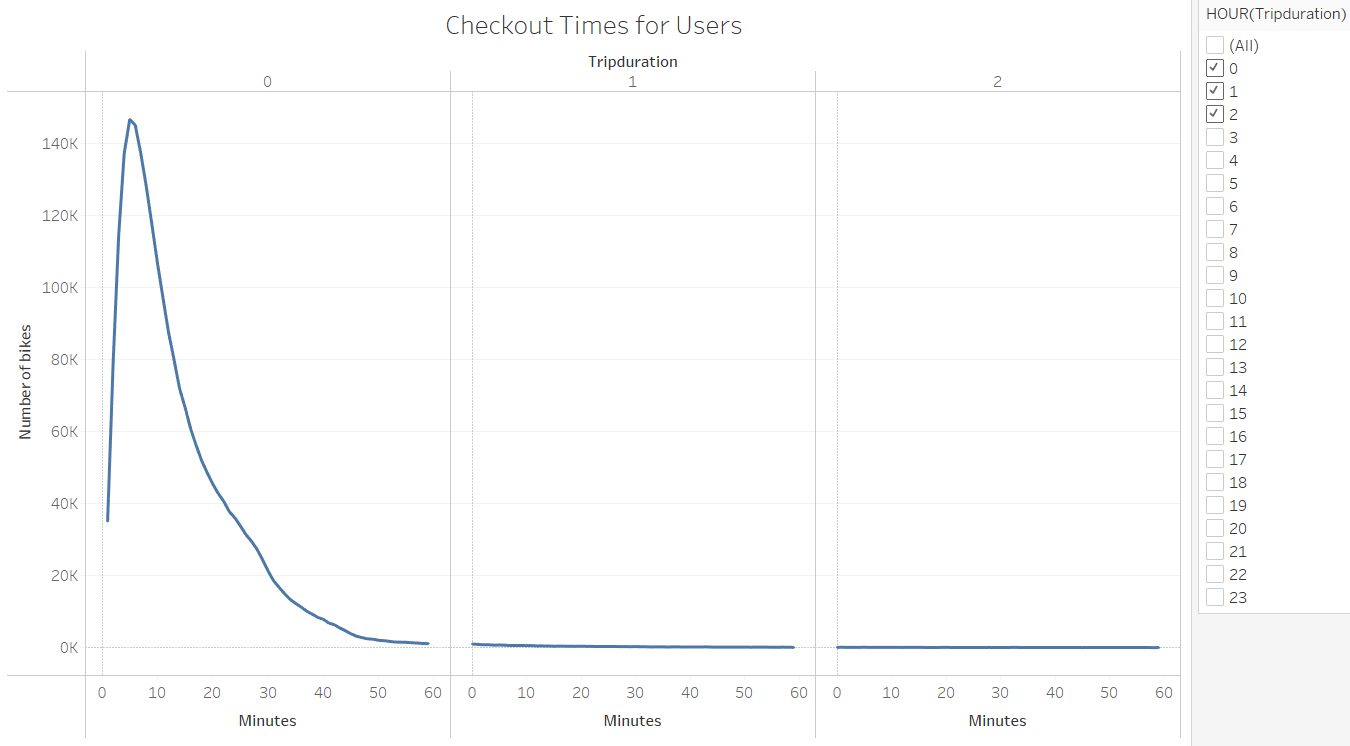 Checkout Times for Users
Tripduration
0 1 2
Number of bikes
140K
120K
100K
80K
60K
40K
20K
0K
0 10 20 30 40 50 60 0 10 20 30 40 50 60 0 10 20 30 40 50 60
Minutes Minutes Minutes
HOUR(Tripduration)
(All)
0
1
2
3
4
5
6
7
8
9
10
11
12
13
14
15
16
17
18
19
20
21
22
23